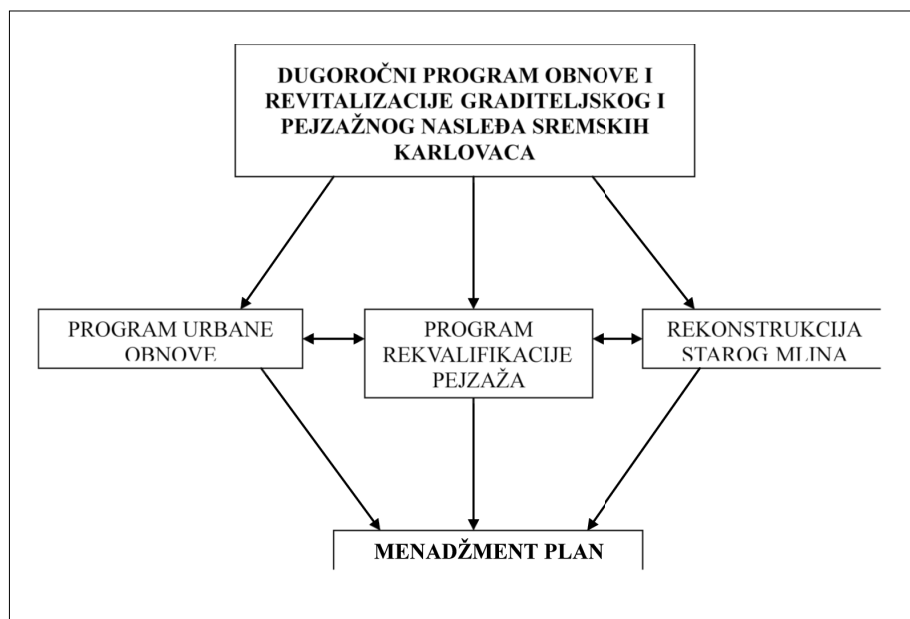 DUGOROČNI PROGRAM OBNOVE I
REVITALIZACIJE GRADITELJSKOG I
PEJZAŽNOG NASLEĐA SREMSKIH
KARLOVACA
PROGRAM URBANE
OBNOVE
PROGRAM
REKVALIFIKACIJE
PEJZAŽA
REKONSTRUKCIJA
STAROG MLINA
MENADŽMENT PLAN